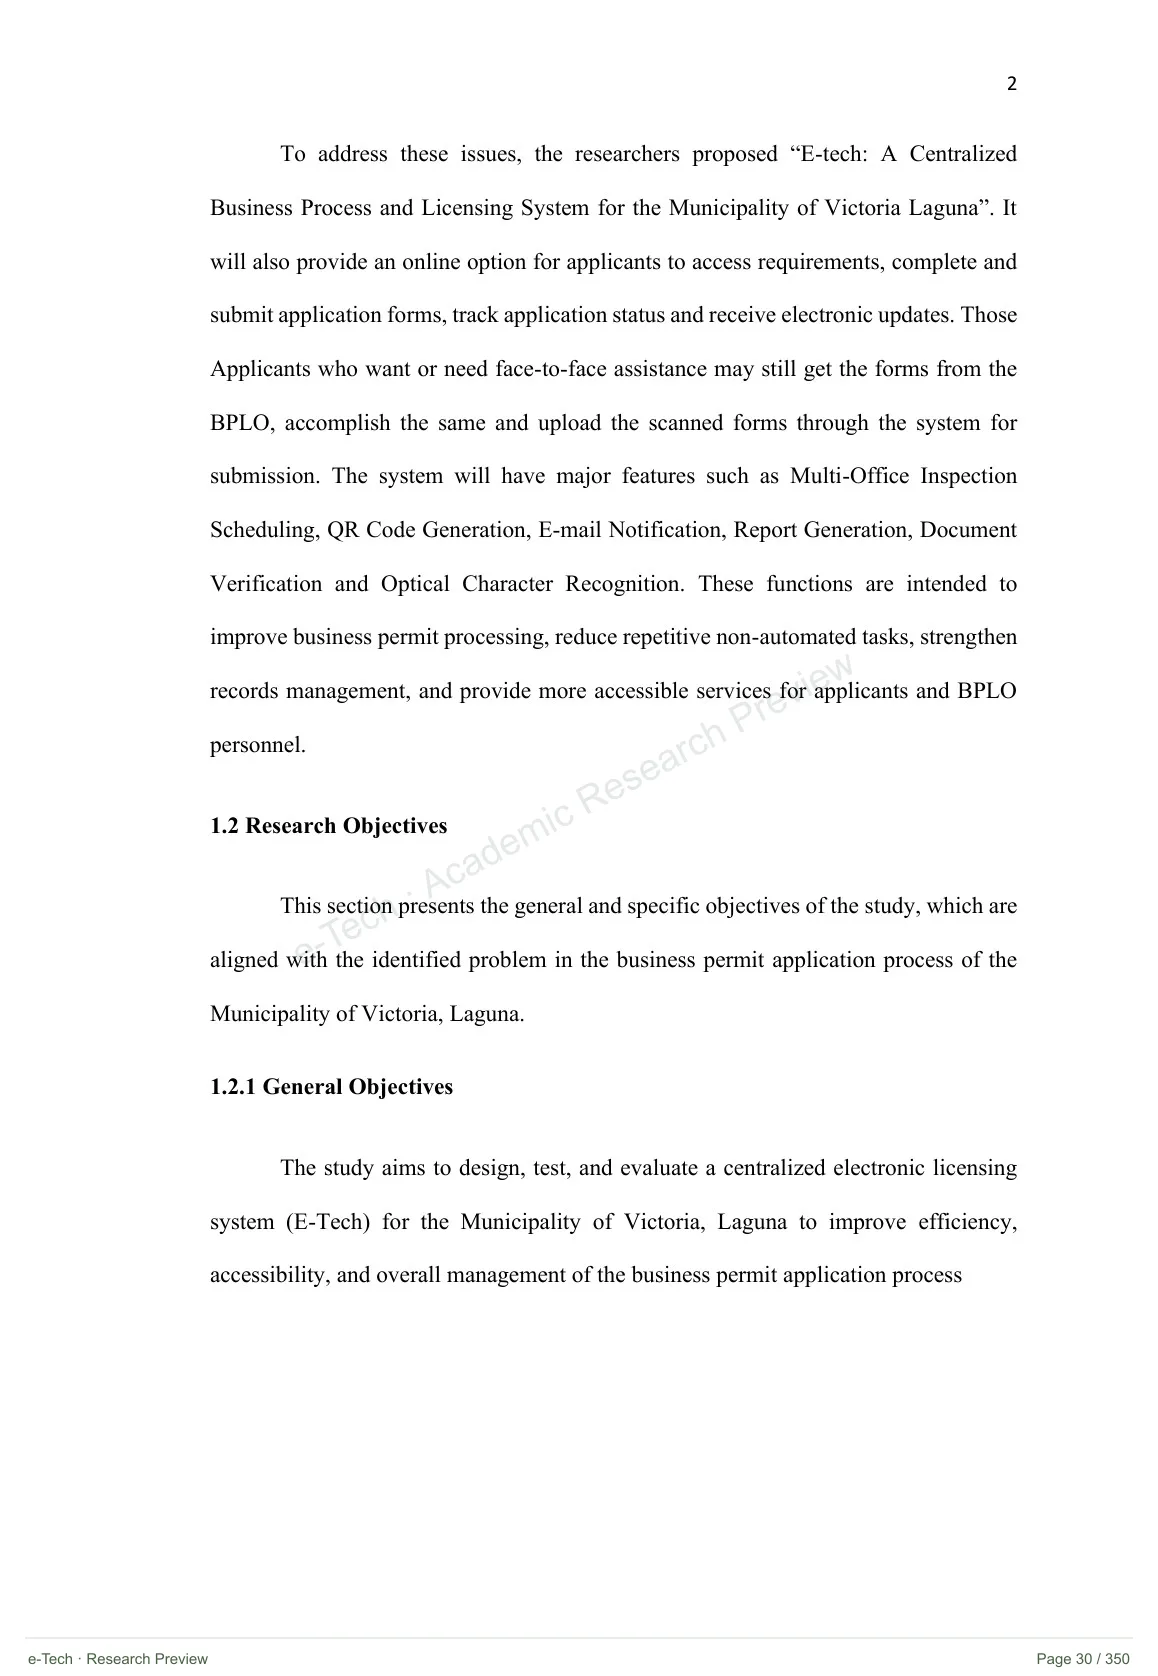 2
To address these issues, the researchers proposed “E-tech: A Centralized
Business Process and Licensing System for the Municipality of Victoria Laguna”. It
will also provide an online option for applicants to access requirements, complete and
submit application forms, track application status and receive electronic updates. Those
Applicants who want or need face-to-face assistance may still get the forms from the
BPLO, accomplish the same and upload the scanned forms through the system for
submission. The system will have major features such as Multi-Office Inspection
Scheduling, QR Code Generation, E-mail Notification, Report Generation, Document
Verification and Optical Character Recognition. These functions are intended to
improve business permit processing, reduce repetitive non-automated tasks, strengthen
records management, and provide more accessible services for applicants and BPLO
personnel.
1.2 Research Objectives
This section presents the general and specific objectives of the study, which are
aligned with the identified problem in the business permit application process of the
Municipality of Victoria, Laguna.
1.2.1 General Objectives
The study aims to design, test, and evaluate a centralized electronic licensing
system (E-Tech) for the Municipality of Victoria, Laguna to improve efficiency,
accessibility, and overall management of the business permit application process
e-Tech · Academic Research Preview
e-Tech · Research Preview
Page 30 / 350